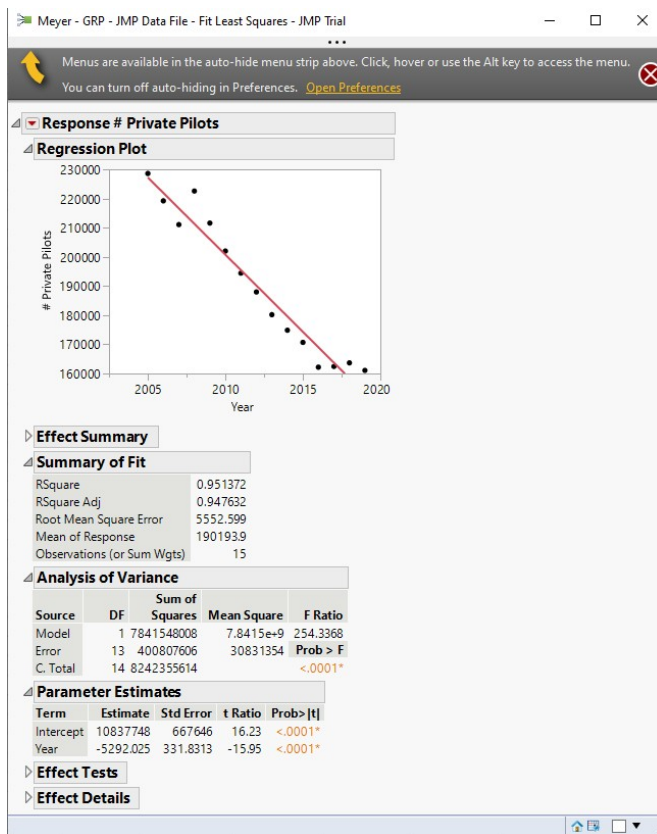 Meyer - GRP - JMP Data File - Fit Least Squares - JMP Trial
Menus are available in the auto-hide menu strip above. Click, hover or use the Alt key to access the menu.
You can turn off auto-hiding in Preferences. Open Preferences
Response # Private Pilots
Regression Plot
230000
220000
210000
200000
190000
180000
170000
160000
# Private Pilots
2005 2010 2015 2020
Year
Effect Summary
Summary of Fit
RSquare 0.951372
RSquare Adj 0.947632
Root Mean Square Error 5552.599
Mean of Response 190193.9
Observations (or Sum Wgts) 15
Analysis of Variance
Sum of
Source DF Squares Mean Square F Ratio
Model 1 7841548008 7.8415e+9 254.3368
Error 13 400807606 30831354 Prob > F
C. Total 14 8242355614 <.0001*
Parameter Estimates
Term Estimate Std Error t Ratio Prob>|t|
Intercept 10837748 667646 16.23 <.0001*
Year -5292.025 331.8313 -15.95 <.0001*
Effect Tests
Effect Details